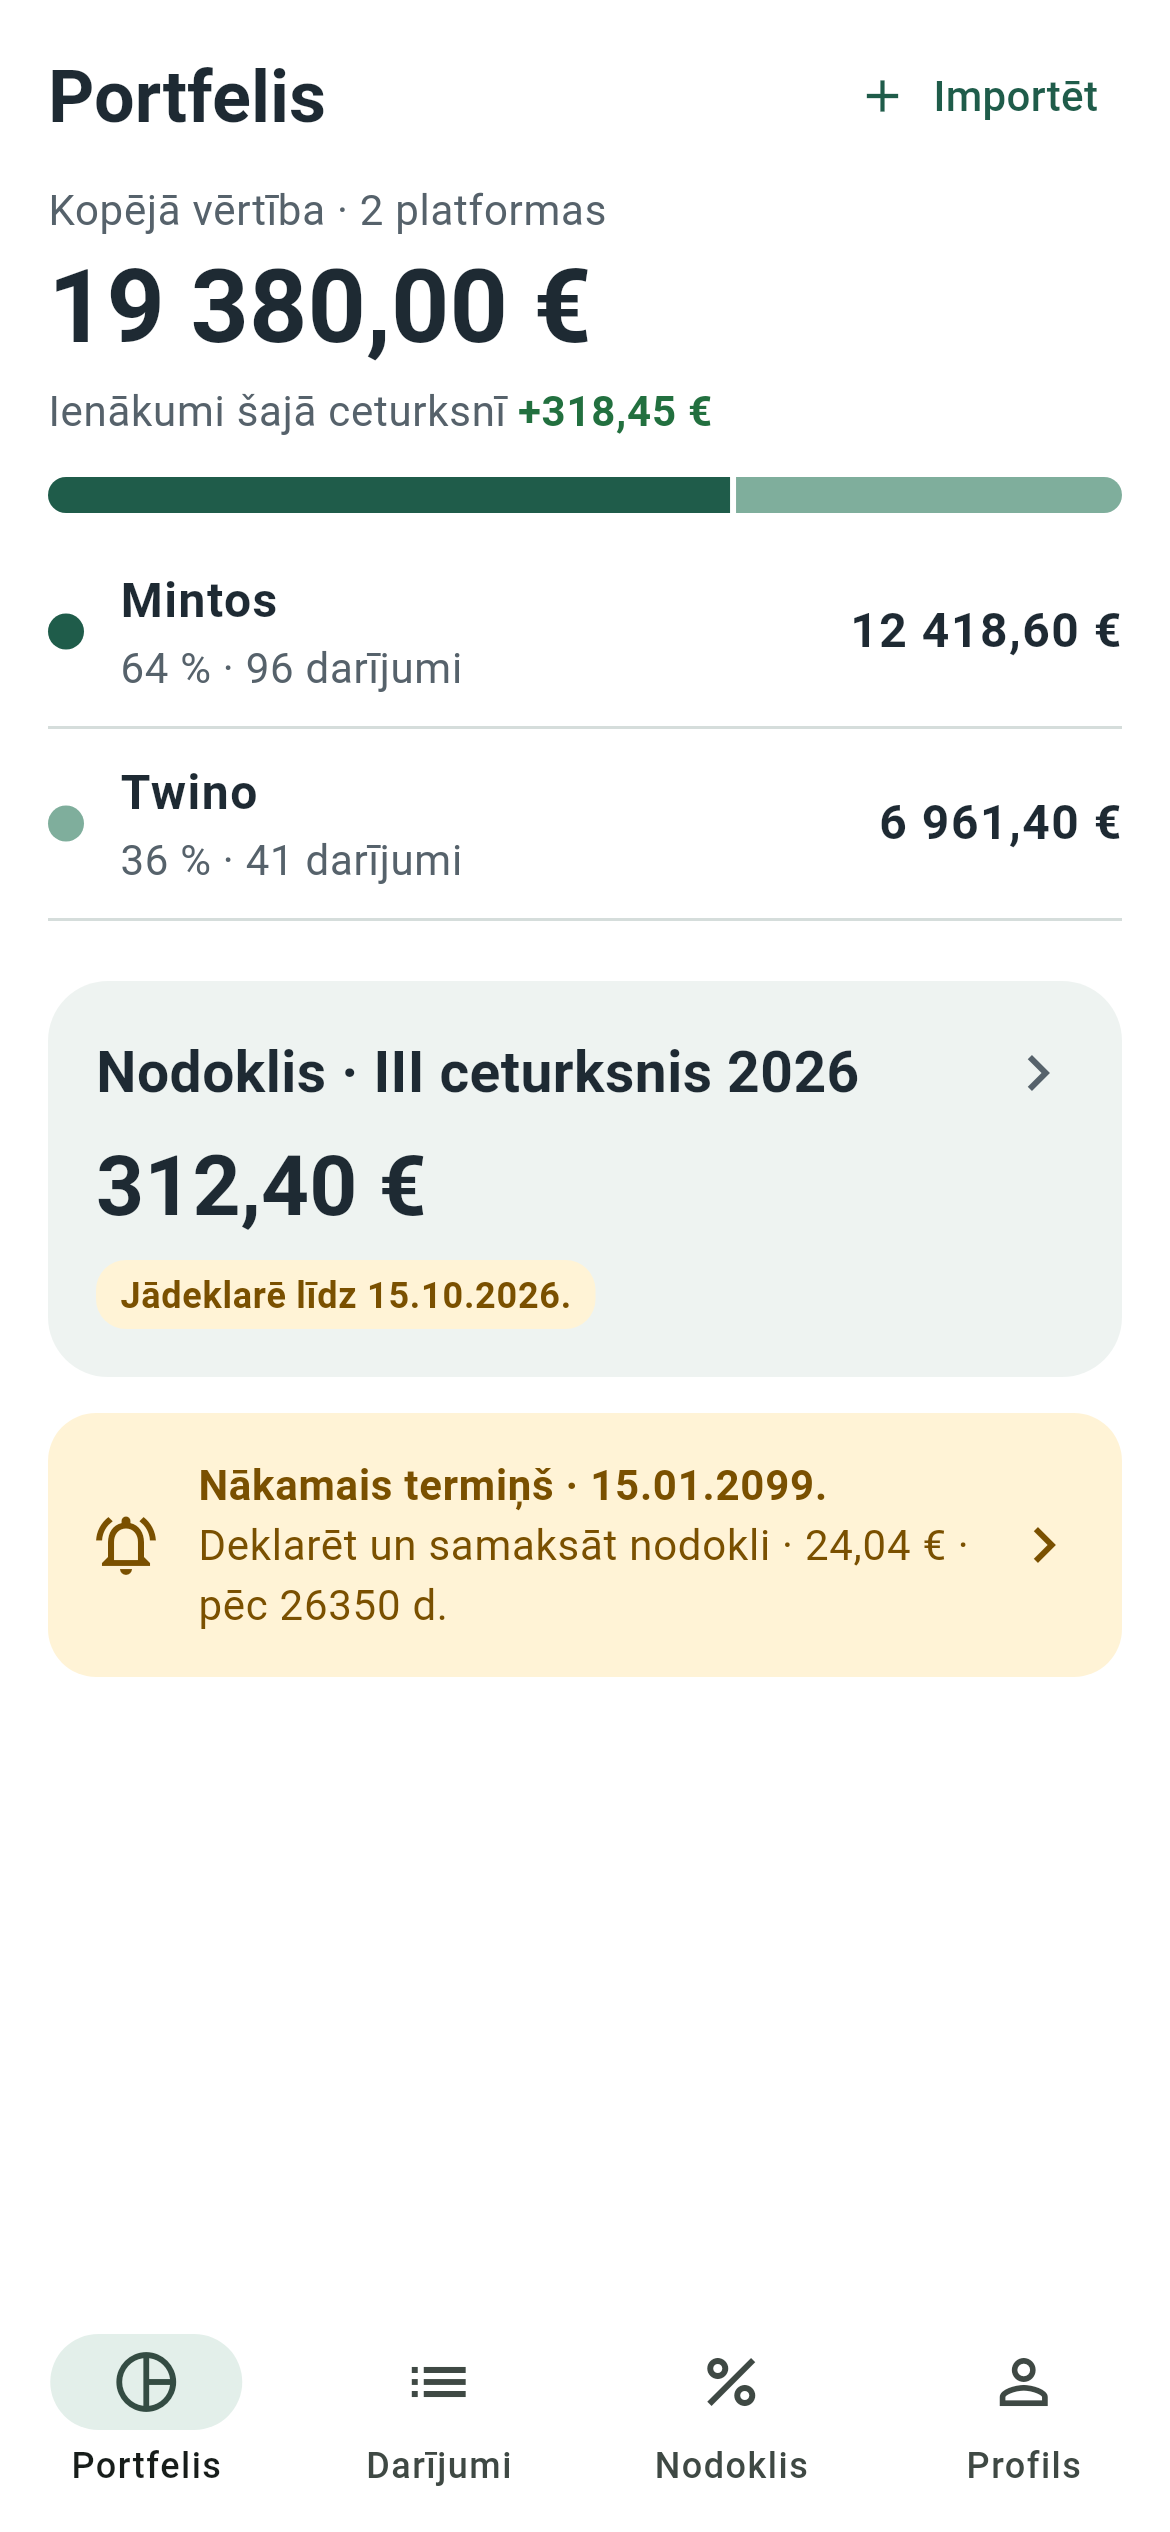 Portfelis
Importēt
Kopējā vērtība · 2 platformas
19 380,00 €
Ienākumi šajā ceturksnī +318,45 €
Mintos
64 % · 96 darījumi
12 418,60 €
Twino
36 % · 41 darījumi
6 961,40 €
Nodoklis · III ceturksnis 2026
312,40 €
Jādeklarē līdz 15.10.2026.
Nākamais termiņš · 15.01.2099.
Deklarēt un samaksāt nodokli · 24,04 € ·
pēc 26350 d.
Portfelis
Darījumi
Nodoklis
Profils